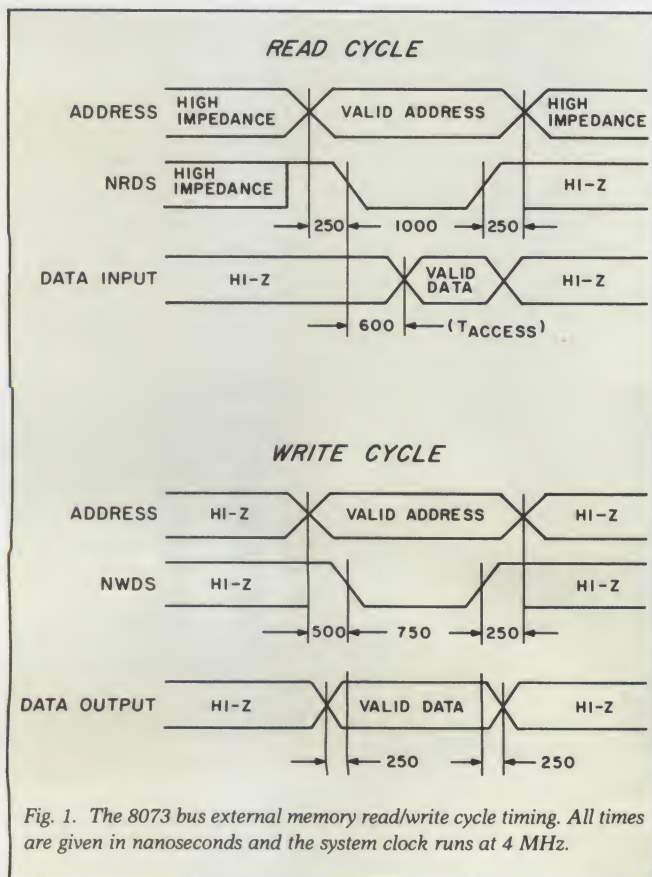 READ CYCLE
ADDRESS HIGH IMPEDANCE VALID ADDRESS HIGH IMPEDANCE
NRDS HIGH IMPEDANCE HI-Z
250 1000 250
DATA INPUT HI-Z VALID DATA HI-Z
600 (TACCESS)
WRITE CYCLE
ADDRESS HI-Z VALID ADDRESS HI-Z
NWDS HI-Z HI-Z
500 750 250
DATA OUTPUT HI-Z VALID DATA HI-Z
250 250
Fig. 1. The 8073 bus external memory read/write cycle timing. All times
are given in nanoseconds and the system clock runs at 4 MHz.